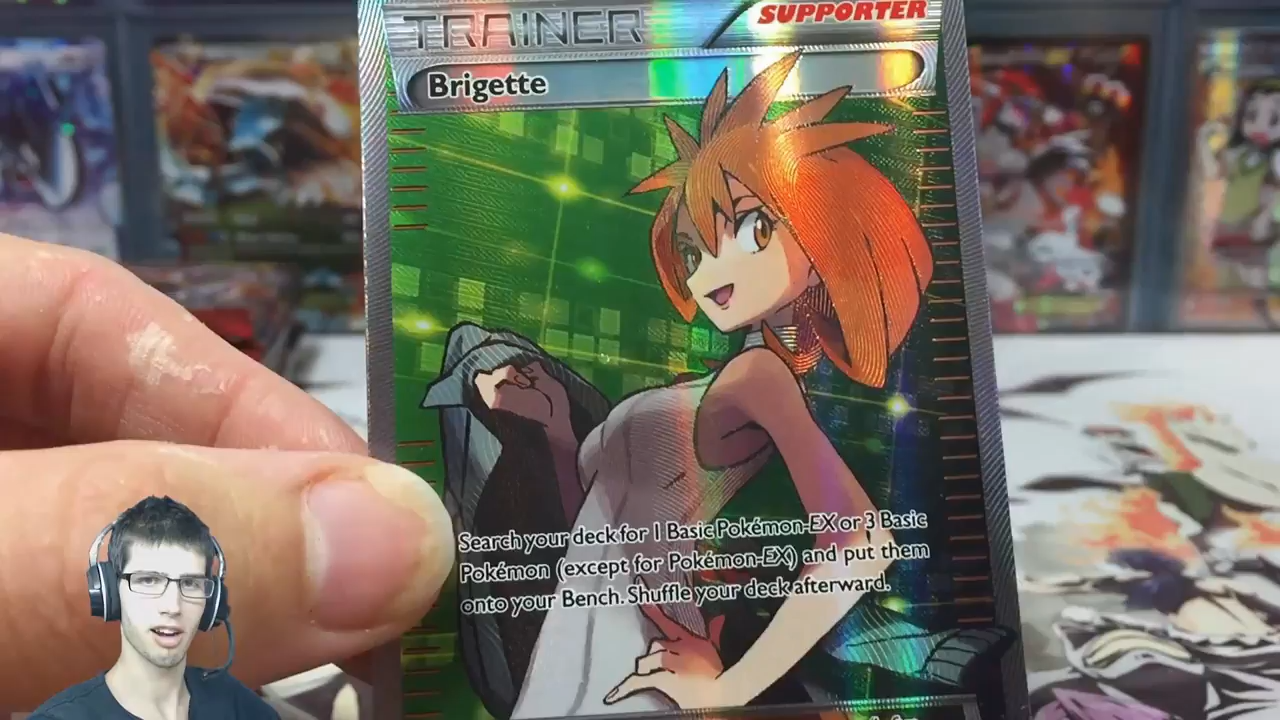 TRAINER
SUPPORTER
Brigette
Search your deck for 1 Basic Pokémon-EX or 3 Basic
Pokémon (except for Pokémon-EX) and put them
onto your Bench. Shuffle your deck afterward.